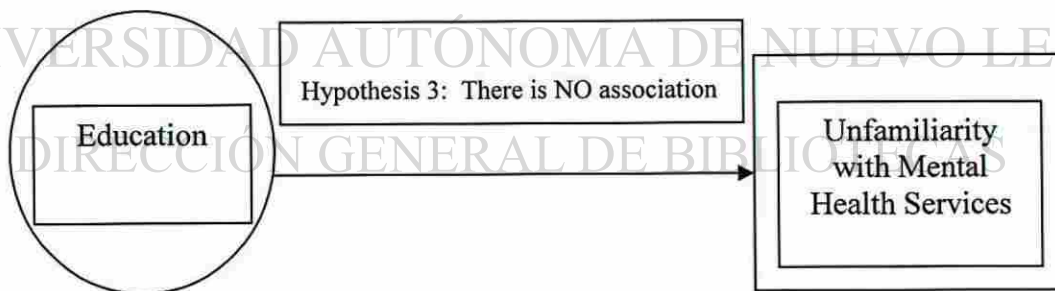 VERSIDAD AUTÓNOMA DE NUEVO LE
Hypothesis 3: There is NO association
Education
DIRECCIÓN GENERAL DE BIBLIOTECAS
Unfamiliarity
with Mental
Health Services